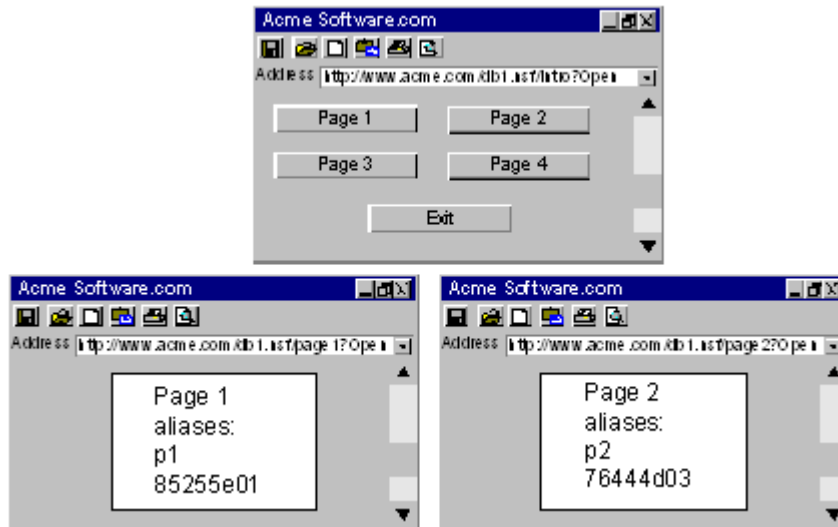 Acme Software.com
Address http://www.acme.com/db1.nsf/Intro?Open
Page 1 Page 2
Page 3 Page 4
Exit
Acme Software.com
Address http://www.acme.com/db1.nsf/page1?Open
Page 1
aliases:
p1
85255e01
Acme Software.com
Address http://www.acme.com/db1.nsf/page2?Open
Page 2
aliases:
p2
76444d03